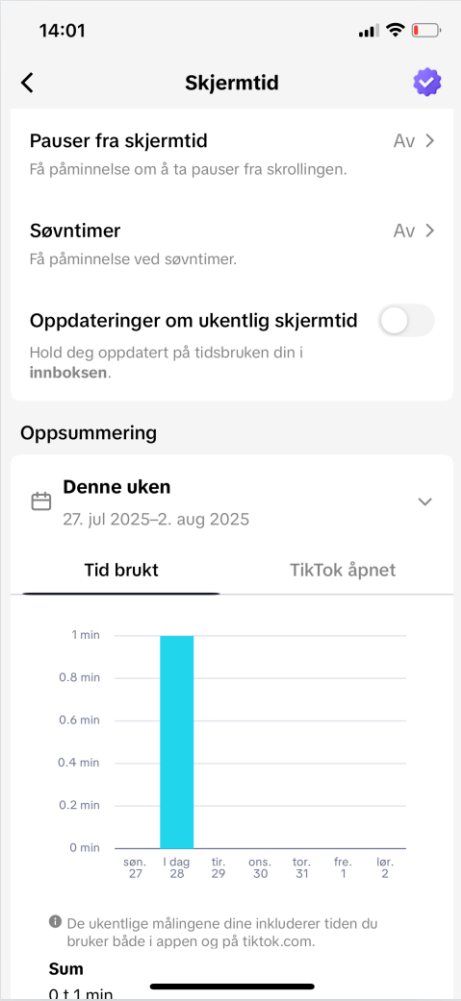 14:01
Skjermtid
Pauser fra skjermtid
Av
Få påminnelse om å ta pauser fra skrollingen.
Søvntimer
Av
Få påminnelse ved søvntimer.
Oppdateringer om ukentlig skjermtid
Hold deg oppdatert på tidsbruken din i
innboksen.
Oppsummering
Denne uken
27. jul 2025–2. aug 2025
Tid brukt
TikTok åpnet
1 min
0.8 min
0.6 min
0.4 min
0.2 min
0 min
søn. I dag tir. ons. tor. fre. lør.
27 28 29 30 31 1 2
De ukentlige målingene dine inkluderer tiden du
bruker både i appen og på tiktok.com.
Sum
0 t 1 min